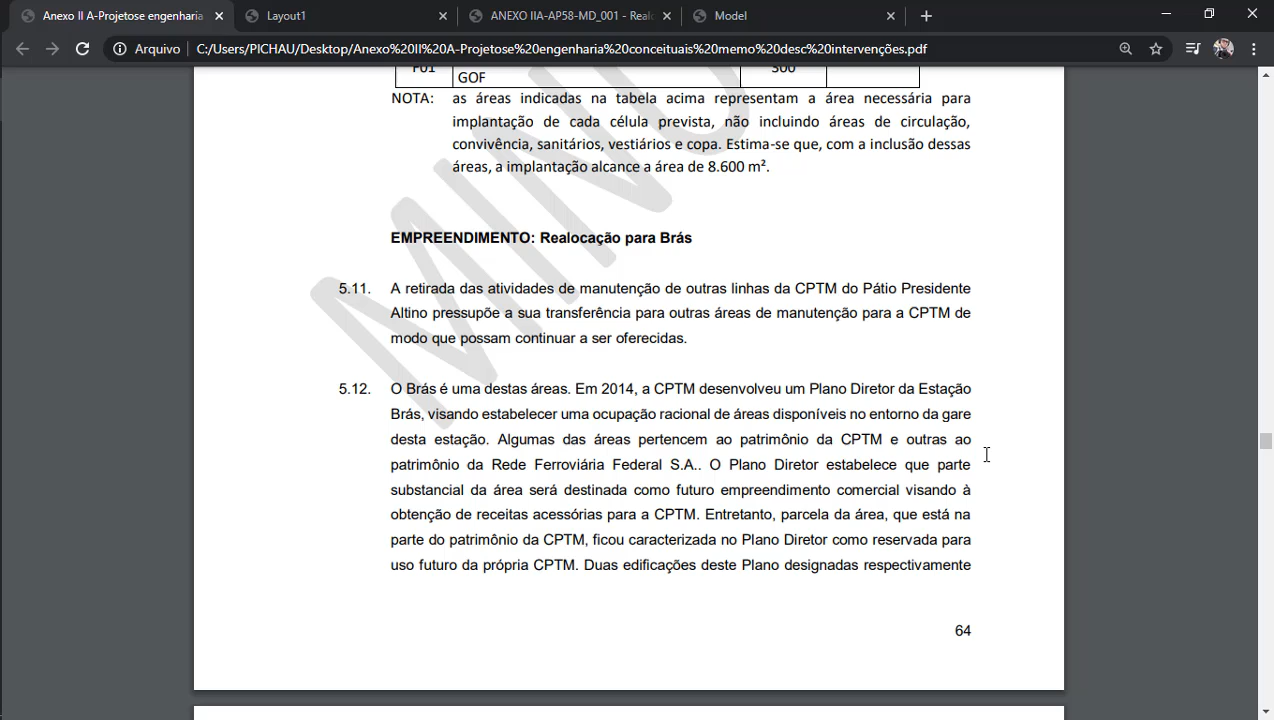 Anexo II A-Projetose engenharia
Layout1
ANEXO IIA-AP58-MD_001 - Realo
Model
Arquivo
C:/Users/PICHAU/Desktop/Anexo%20II%20A-Projetose%20engenharia%20conceituais%20memo%20desc%20intervenções.pdf
F01
GOF
300
NOTA: as áreas indicadas na tabela acima representam a área necessária para
implantação de cada célula prevista, não incluindo áreas de circulação,
convivência, sanitários, vestiários e copa. Estima-se que, com a inclusão dessas
áreas, a implantação alcance a área de 8.600 m².
EMPREENDIMENTO: Realocação para Brás
5.11. A retirada das atividades de manutenção de outras linhas da CPTM do Pátio Presidente
Altino pressupõe a sua transferência para outras áreas de manutenção para a CPTM de
modo que possam continuar a ser oferecidas.
5.12. O Brás é uma destas áreas. Em 2014, a CPTM desenvolveu um Plano Diretor da Estação
Brás, visando estabelecer uma ocupação racional de áreas disponíveis no entorno da gare
desta estação. Algumas das áreas pertencem ao patrimônio da CPTM e outras ao
patrimônio da Rede Ferroviária Federal S.A.. O Plano Diretor estabelece que parte
substancial da área será destinada como futuro empreendimento comercial visando à
obtenção de receitas acessórias para a CPTM. Entretanto, parcela da área, que está na
parte do patrimônio da CPTM, ficou caracterizada no Plano Diretor como reservada para
uso futuro da própria CPTM. Duas edificações deste Plano designadas respectivamente
64